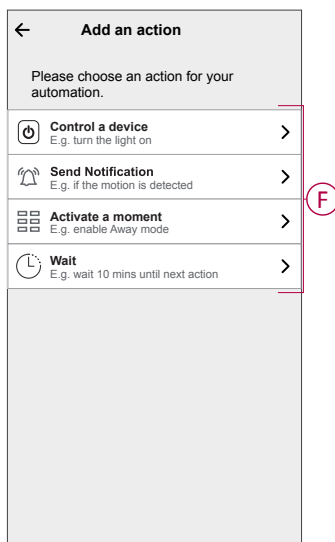 Add an action
Please choose an action for your
automation.
Control a device
E.g. turn the light on
Send Notification
E.g. if the motion is detected
Activate a moment
E.g. enable Away mode
Wait
E.g. wait 10 mins until next action
F